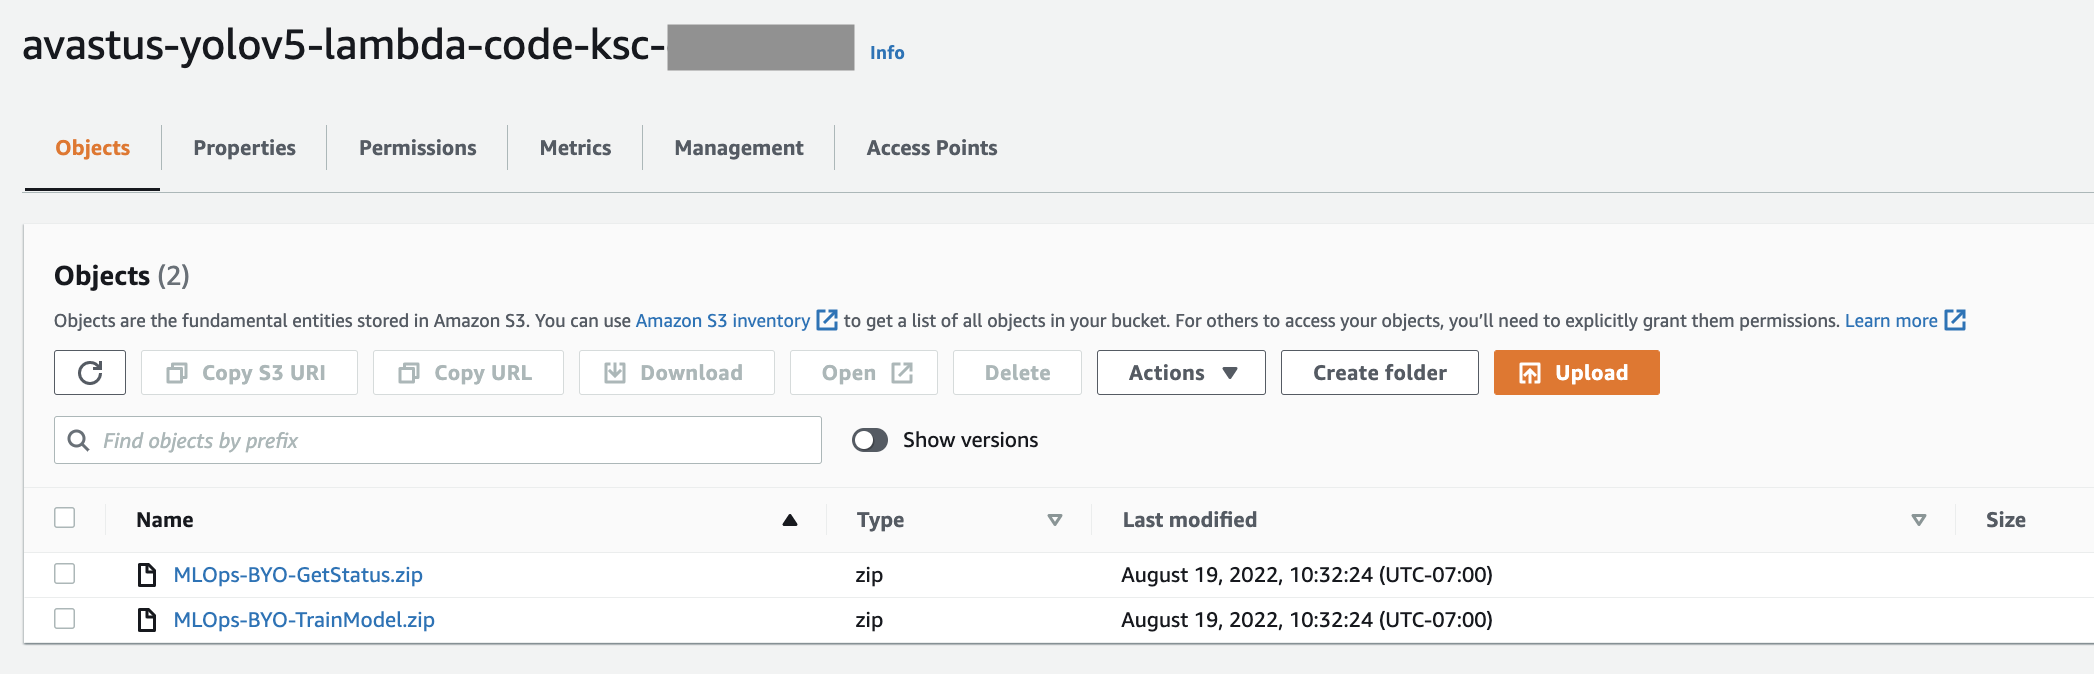 avastus-yolov5-lambda-code-ksc- Info
Objects Properties Permissions Metrics Management Access Points
Objects (2)
Objects are the fundamental entities stored in Amazon S3. You can use Amazon S3 inventory to get a list of all objects in your bucket. For others to access your objects, you’ll need to explicitly grant them permissions. Learn more
Copy S3 URI Copy URL Download Open Delete Actions Create folder Upload
Find objects by prefix Show versions
Name Type Last modified Size
MLOps-BYO-GetStatus.zip zip August 19, 2022, 10:32:24 (UTC-07:00)
MLOps-BYO-TrainModel.zip zip August 19, 2022, 10:32:24 (UTC-07:00)